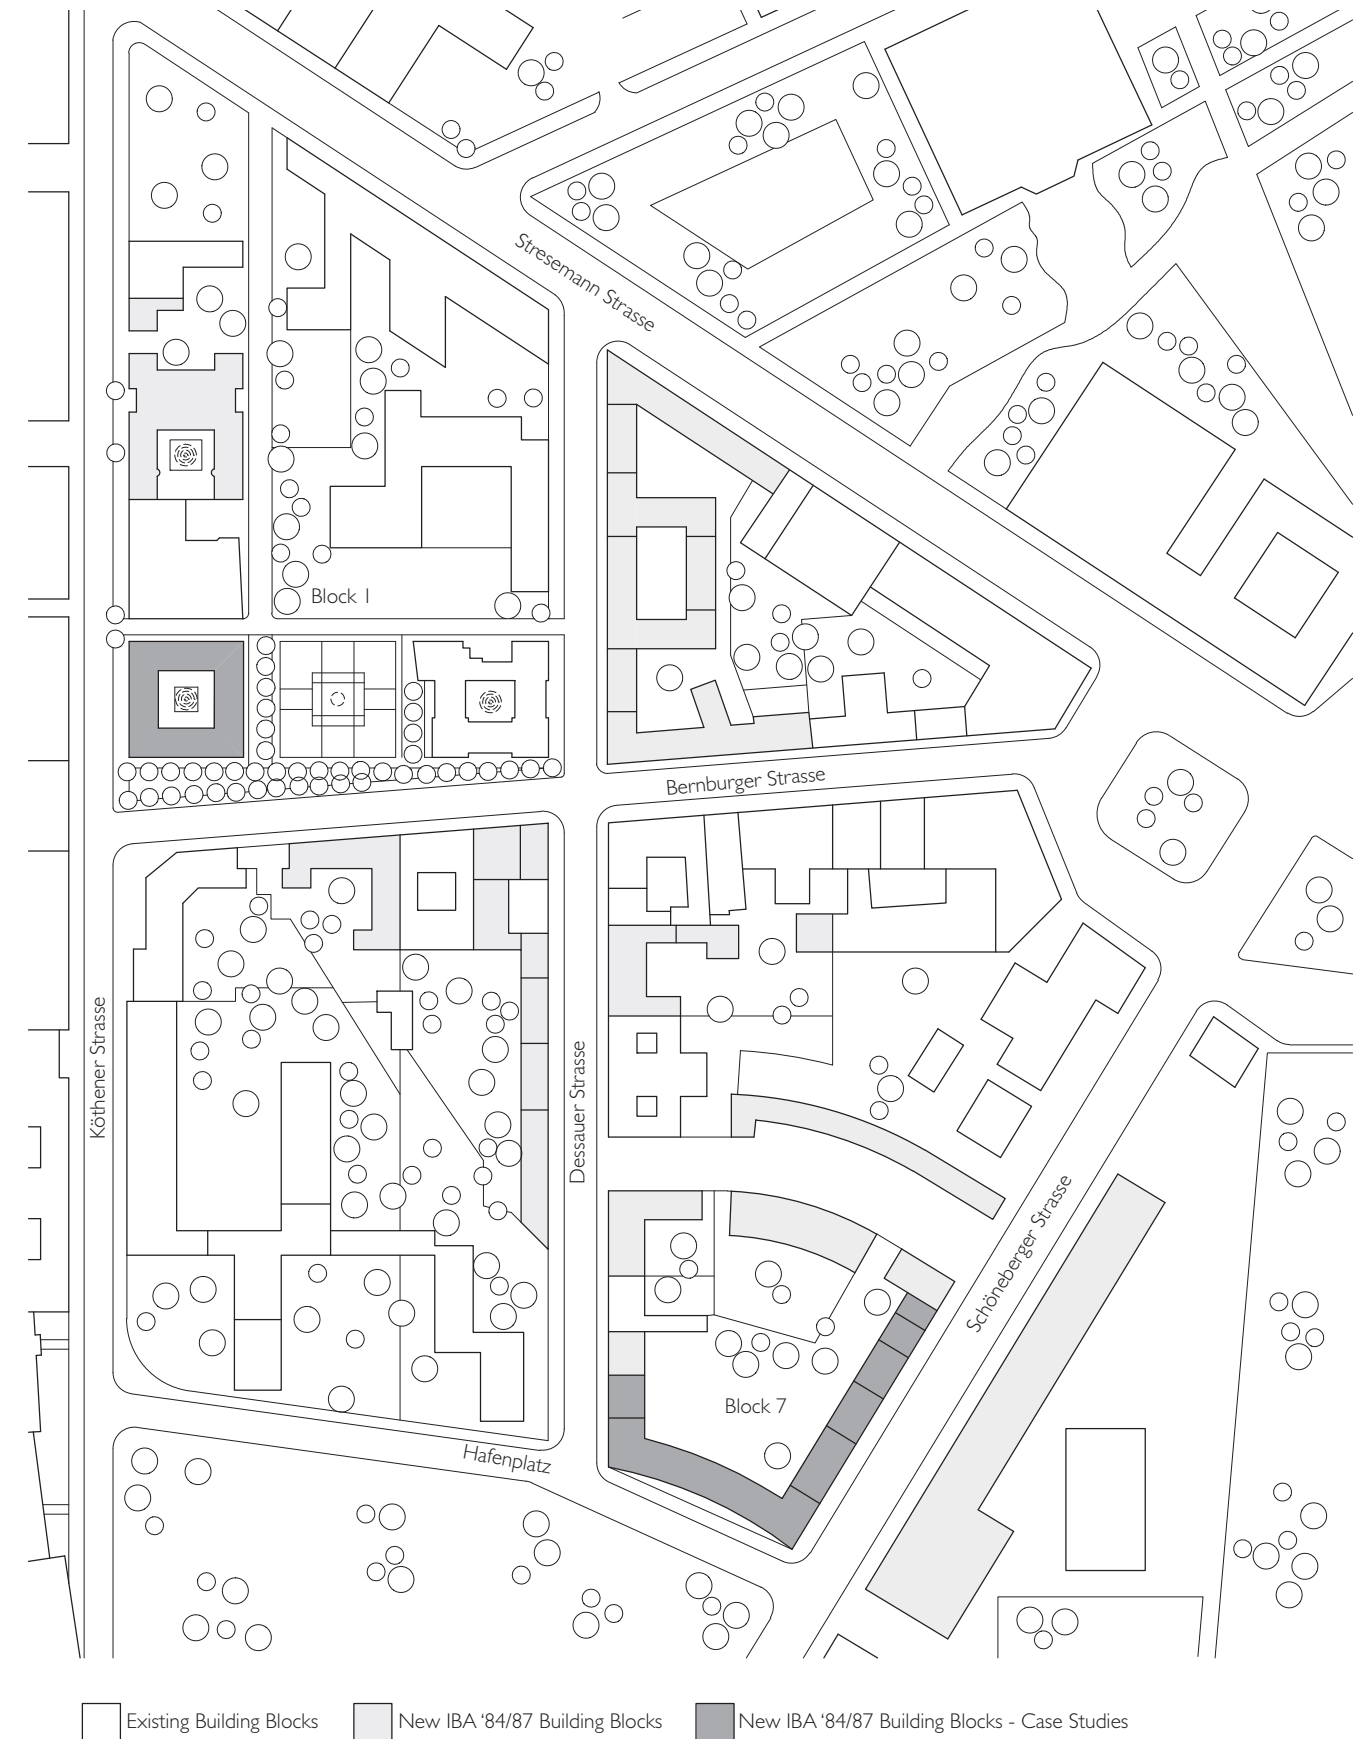 Stresemann Strasse
Block 1
Bernburger Strasse
Köthener Strasse
Dessauer Strasse
Schöneberger Strasse
Block 7
Hafenplatz
Existing Building Blocks
New IBA ‘84/87 Building Blocks
New IBA ‘84/87 Building Blocks - Case Studies